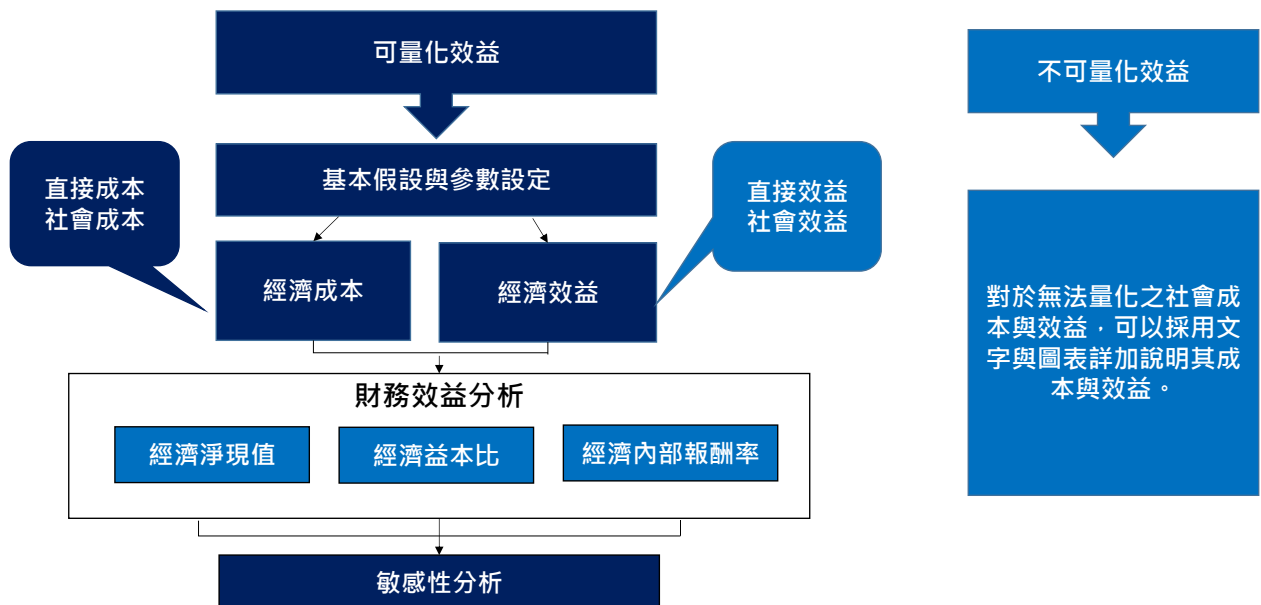 可量化效益
不可量化效益
基本假設與參數設定
直接成本
社會成本
直接效益
社會效益
經濟成本
經濟效益
對於無法量化之社會成
本與效益，可以採用文
字與圖表詳加說明其成
本與效益。
財務效益分析
經濟淨現值
經濟益本比
經濟內部報酬率
敏感性分析